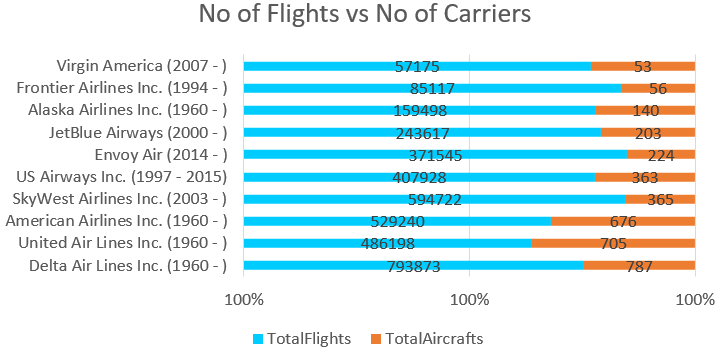 No of Flights vs No of Carriers
Virgin America (2007 - ) 57175 53
Frontier Airlines Inc. (1994 - ) 85117 56
Alaska Airlines Inc. (1960 - ) 159498 140
JetBlue Airways (2000 - ) 243617 203
Envoy Air (2014 - ) 371545 224
US Airways Inc. (1997 - 2015) 407928 363
SkyWest Airlines Inc. (2003 - ) 594722 365
American Airlines Inc. (1960 - ) 529240 676
United Air Lines Inc. (1960 - ) 486198 705
Delta Air Lines Inc. (1960 - ) 793873 787
100% 100% 100%
TotalFlights TotalAircrafts